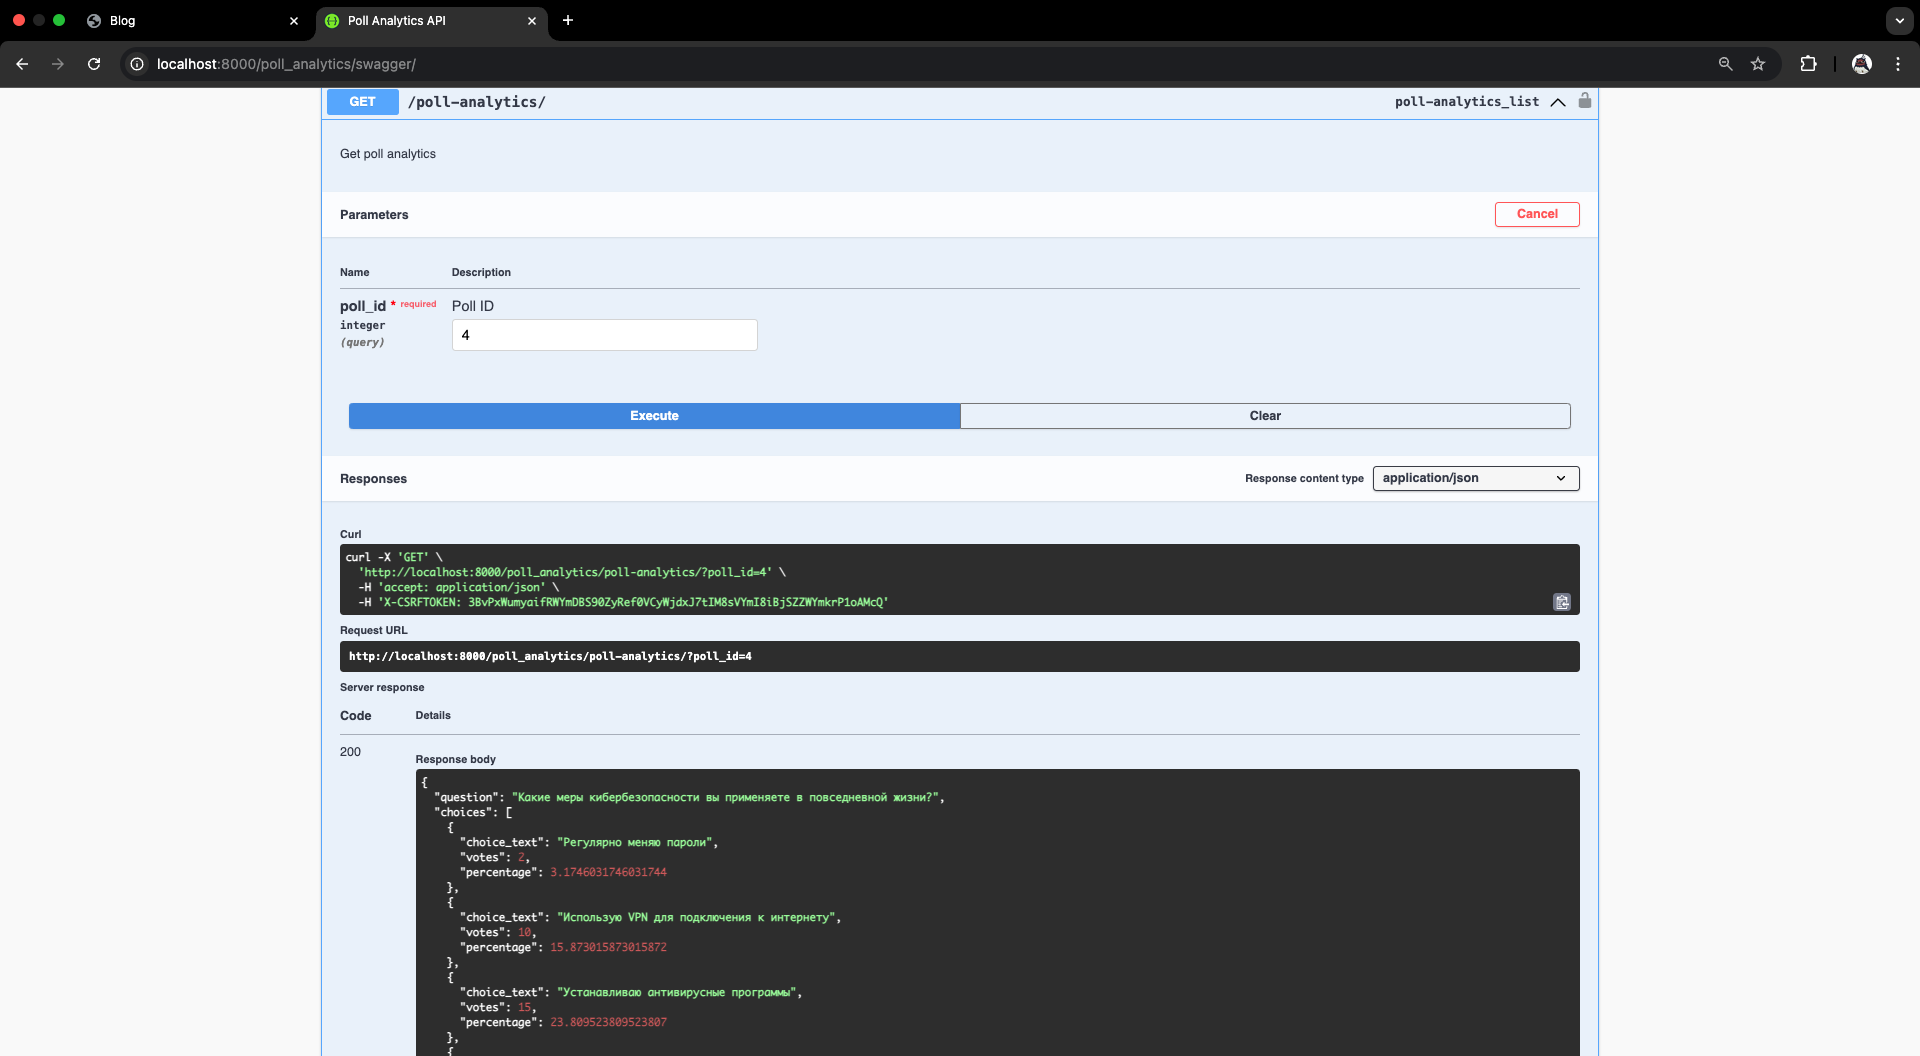 Blog
Poll Analytics API
localhost:8000/poll_analytics/swagger/
GET /poll-analytics/ poll-analytics_list
Get poll analytics
Parameters Cancel
Name Description
poll_id * required Poll ID
integer 4
(query)
Execute Clear
Responses Response content type application/json
Curl
curl -X 'GET' \
'http://localhost:8000/poll_analytics/poll-analytics/?poll_id=4' \
-H 'accept: application/json' \
-H 'X-CSRFTOKEN: 3BvPxWumyaifRWYmDBS90ZyRef0VCyWjdxJ7tIM8sVYmI8iBjSZZWYmkrP1oAMcQ'
Request URL
http://localhost:8000/poll_analytics/poll-analytics/?poll_id=4
Server response
Code Details
200
Response body
{
"question": "Какие меры кибербезопасности вы применяете в повседневной жизни?",
"choices": [
{
"choice_text": "Регулярно меняю пароли",
"votes": 2,
"percentage": 3.1746031746031744
},
{
"choice_text": "Использую VPN для подключения к интернету",
"votes": 10,
"percentage": 15.873015873015872
},
{
"choice_text": "Устанавливаю антивирусные программы",
"votes": 15,
"percentage": 23.809523809523807
},
{